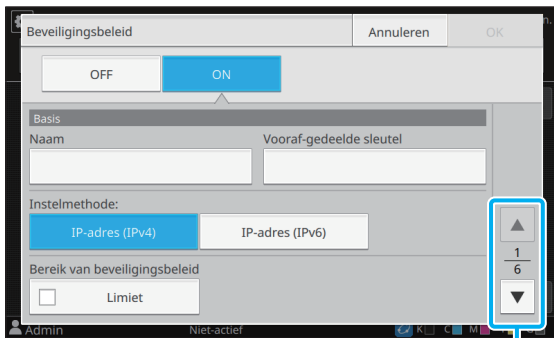 Beveiligingsbeleid Annuleren OK
n.
OFF ON
Basis
Naam Vooraf-gedeelde sleutel
Instelmethode:
IP-adres (IPv4) IP-adres (IPv6)
1
6
Bereik van beveiligingsbeleid
Limiet
Admin Niet-actief K C M